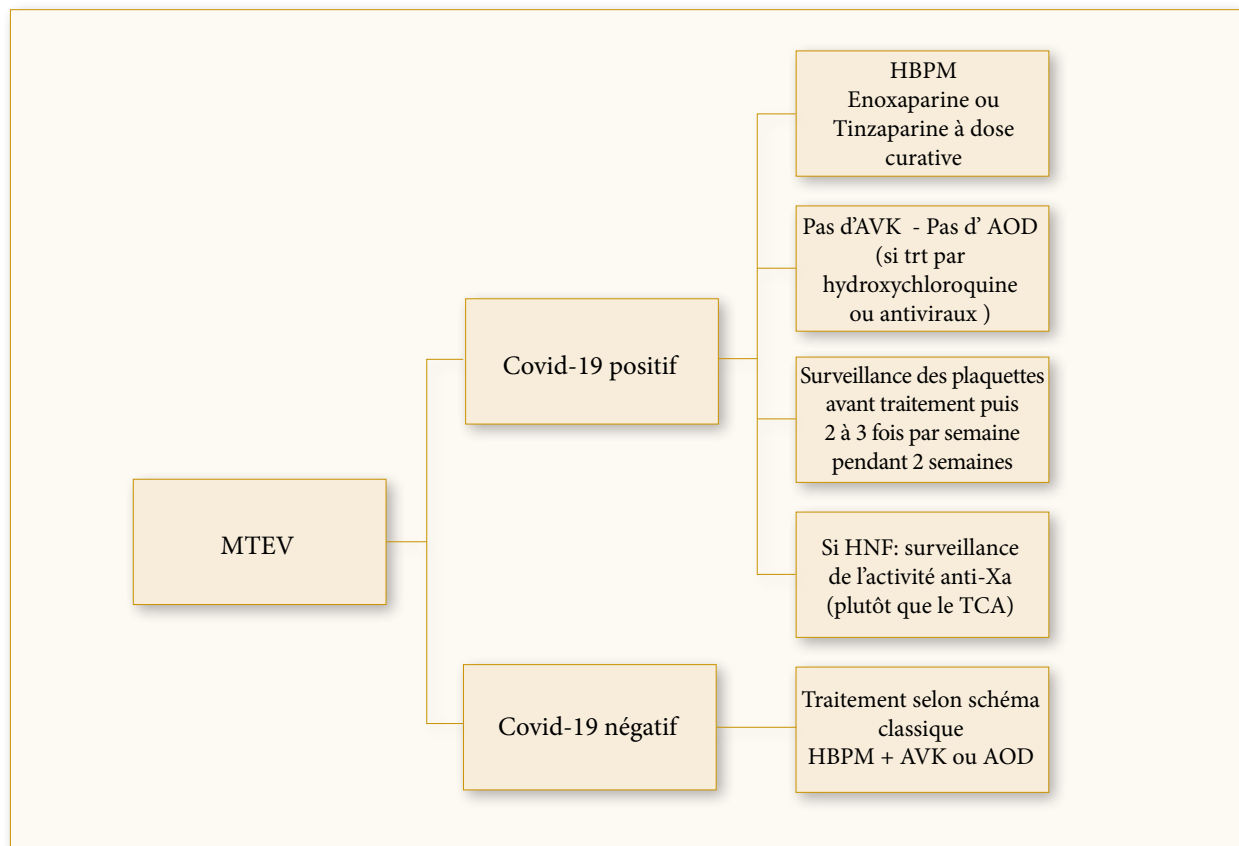 MTEV
Covid-19 positif
HBPM
Enoxaparine ou
Tinzaparine à dose
curative
Pas d'AVK - Pas d' AOD
(si trt par
hydroxychloroquine
ou antiviraux )
Surveillance des plaquettes
avant traitement puis
2 à 3 fois par semaine
pendant 2 semaines
Si HNF: surveillance
de l'activité anti-Xa
(plutôt que le TCA)
Covid-19 négatif
Traitement selon schéma
classique
HBPM + AVK ou AOD